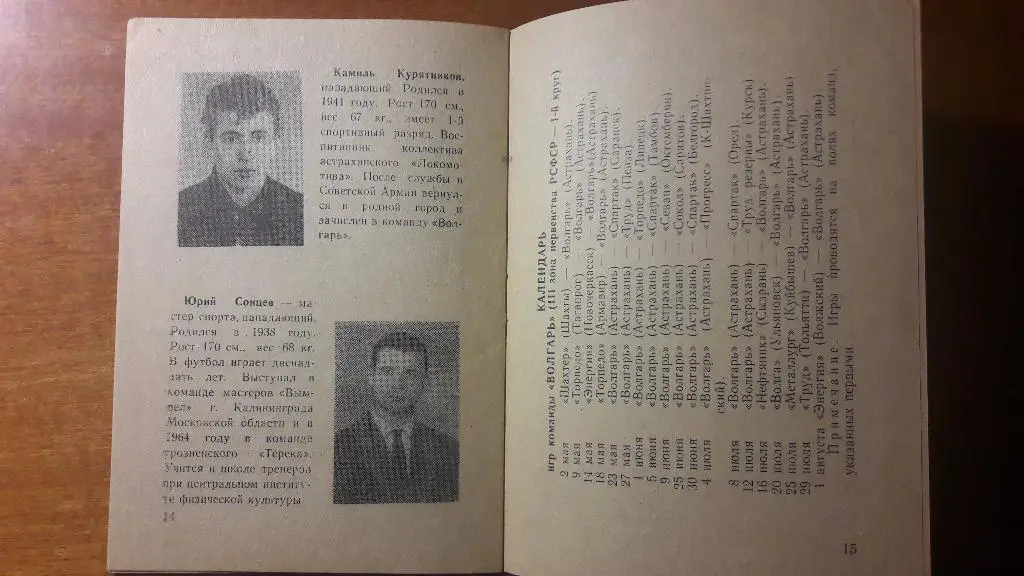 Камиль Курятников,
нападающий. Родился в
1941 году. Рост 170 см.,
вес 67 кг., имеет 1-й
спортивный разряд. Вос-
питанник коллектива
астраханского «Локомо-
тива». После службы в
Советской Армии вернул-
ся в родной город и
зачислен в команду «Вол-
гарь».
Юрий Сонцев — ма-
стер спорта, нападающий.
Родился в 1938 году.
Рост 170 см., вес 68 кг.
В футбол играет двенад-
цать лет. Выступал в
команде мастеров «Вым-
пел» г. Калининграда
Московской области и в
1964 году в команде
грозненского «Терека».
Учится в школе тренеров
при центральном институ-
те физической культуры
14
КАЛЕНДАРЬ
игр команды «ВОЛГАРЬ» (III зона первенства РСФСР — 1-й круг)
2 мая «Шахтер» (Шахты) — «Волгарь» (Астрахань).
9 мая «Торпедо» (Таганрог) — «Волгарь» (Астрахань).
14 мая «Энергия» (Новочеркасск) — «Волгарь» (Астрахань)
18 мая «Торпедо» (Армавир) — «Волгарь» (Астрахань).
23 мая «Волгарь» (Астрахань) — «Спартак» (Саранск)
27 мая «Волгарь» (Астрахань) — «Труд» (Пенза).
1 июня «Волгарь» (Астрахань) — «Торпедо» (Липецк)
5 июня «Волгарь» (Астрахань) — «Спартак» (Тамбов)
9 июня «Волгарь» (Астрахань) — «Севан» (Октемберян).
25 июня «Волгарь» (Астрахань) — «Сокол» (Саратов).
30 июня «Волгарь» (Астрахань) — «Спартак» (Белгород).
4 июля «Волгарь» (Астрахань) — «Прогресс» (К-Шахтин-
ский)
8 июля «Волгарь» (Астрахань) — «Спартак» (Орел)
12 июля «Волгарь» (Астрахань) — «Труд. резервы» (Курск)
16 июля «Нефтяник» (Сызрань) — «Волгарь» (Астрахань).
20 июля «Волга» (Ульяновск) — «Волгарь» (Астрахань)
25 июля «Металлург» (Куйбышев) — «Волгарь» (Астрахань
29 июля «Труд» (Тольятти) — «Волгарь» (Астрахань).
1 августа «Энергия» (Волжский) — «Волгарь» (Астрахань)
Примечание. Игры проводятся на полях команд,
указанных первыми.
15